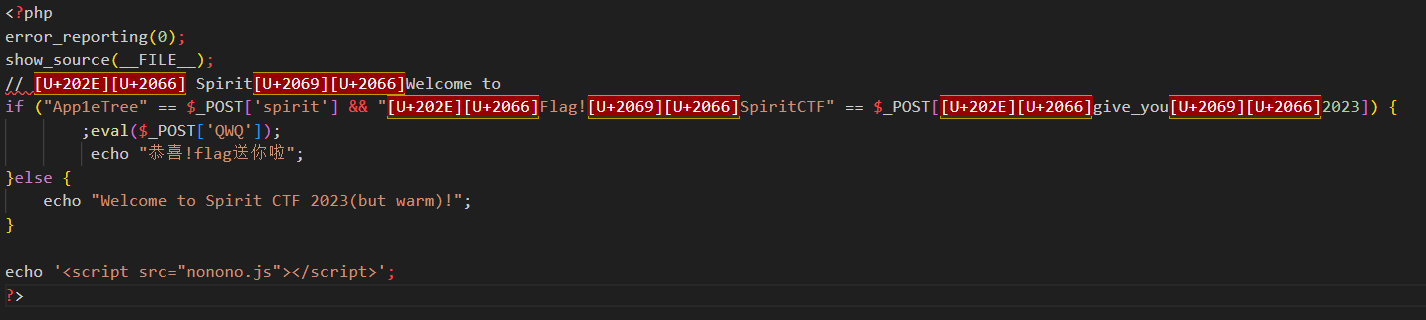 <?php
error_reporting(0);
show_source(__FILE__);
// [U+202E][U+2066] Spirit[U+2069][U+2066]Welcome to
if ("App1eTree" == $_POST['spirit'] && "[U+202E][U+2066]Flag![U+2069][U+2066]SpiritCTF" == $_POST[[U+202E][U+2066]give_you[U+2069][U+2066]2023]) {
;eval($_POST['QWQ']);
echo "恭喜!flag送你啦";
}else {
echo "Welcome to Spirit CTF 2023(but warm)!";
}
echo '<script src="nonono.js"></script>';
?>